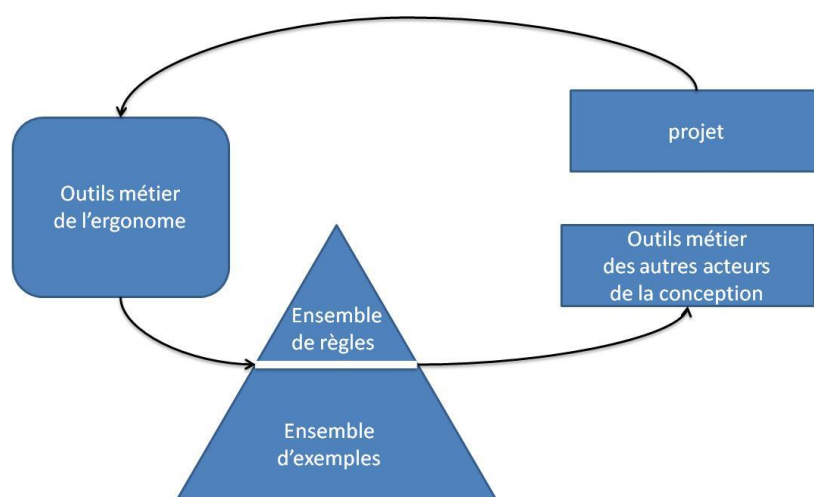 projet
Outils métier
de l'ergonome
Outils métier
des autres acteurs
de la conception
Ensemble
de règles
Ensemble
d'exemples